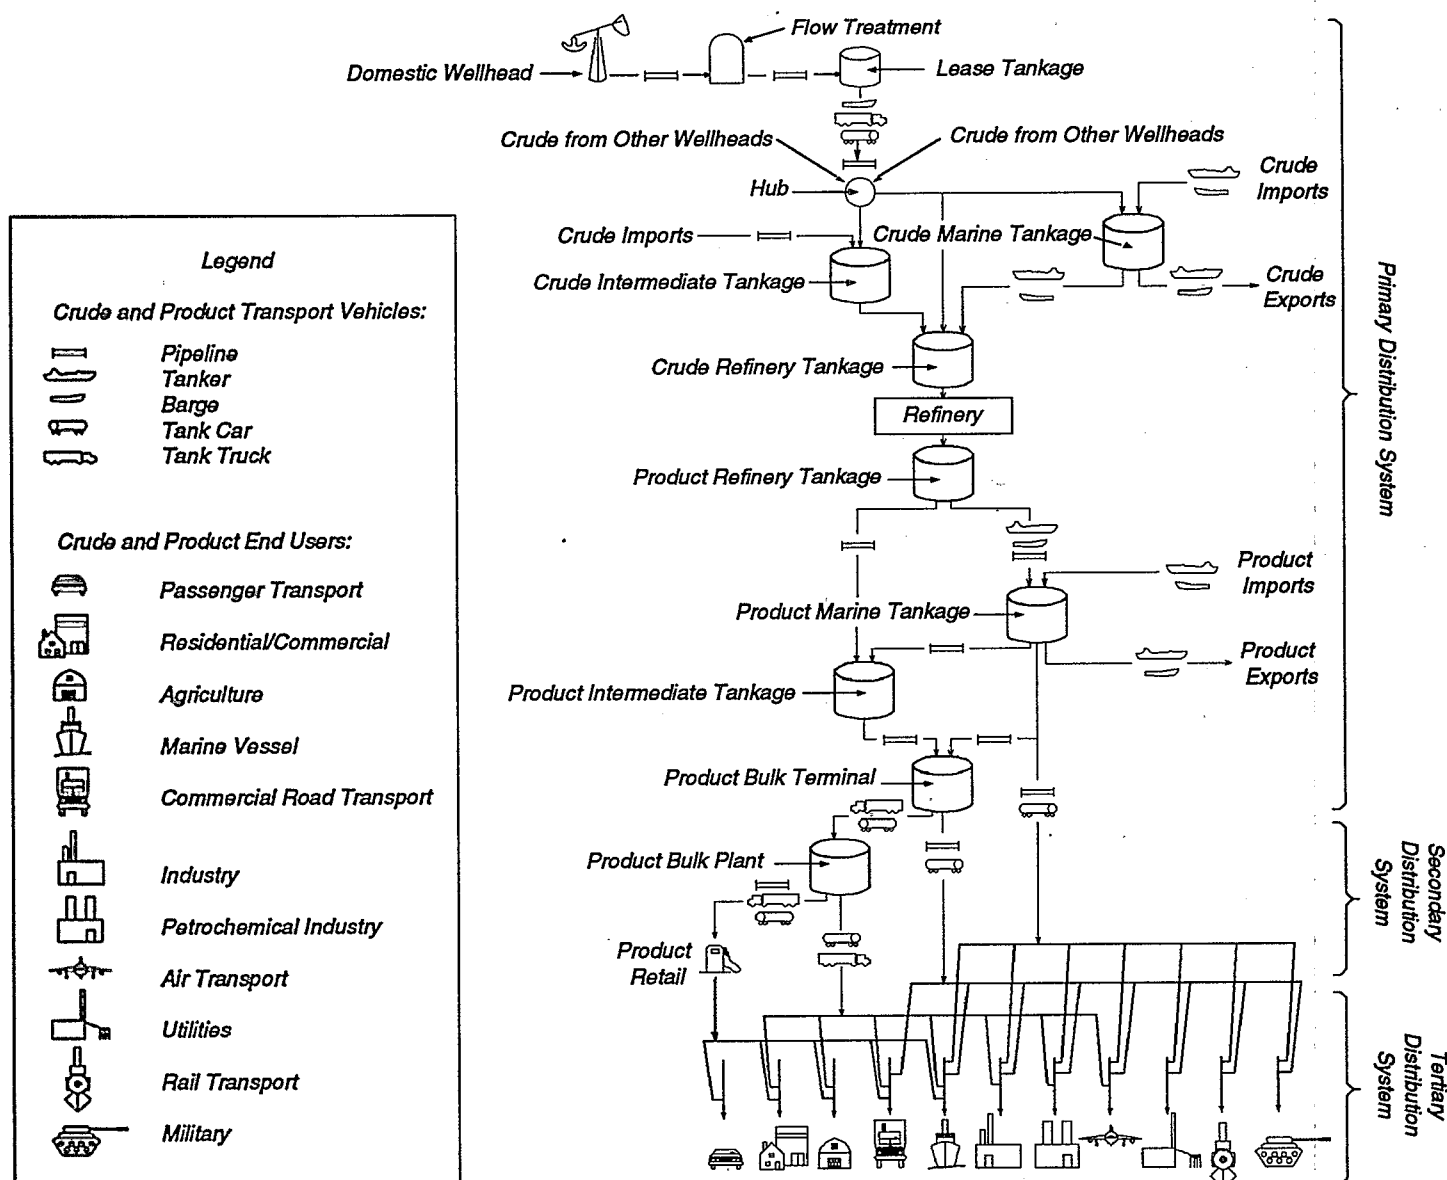 Flow Treatment
Domestic Wellhead
Lease Tankage
Crude from Other Wellheads
Crude from Other Wellheads
Hub
Crude
Imports
Crude Imports
Crude Marine Tankage
Crude Intermediate Tankage
Crude
Exports
Crude Refinery Tankage
Refinery
Product Refinery Tankage
Product
Imports
Product Marine Tankage
Product
Exports
Product Intermediate Tankage
Product Bulk Terminal
Product Bulk Plant
Product
Retail
Primary Distribution System
Secondary
Distribution
System
Tertiary
Distribution
System
Legend
Crude and Product Transport Vehicles:
Pipeline
Tanker
Barge
Tank Car
Tank Truck
Crude and Product End Users:
Passenger Transport
Residential/Commercial
Agriculture
Marine Vessel
Commercial Road Transport
Industry
Petrochemical Industry
Air Transport
Utilities
Rail Transport
Military